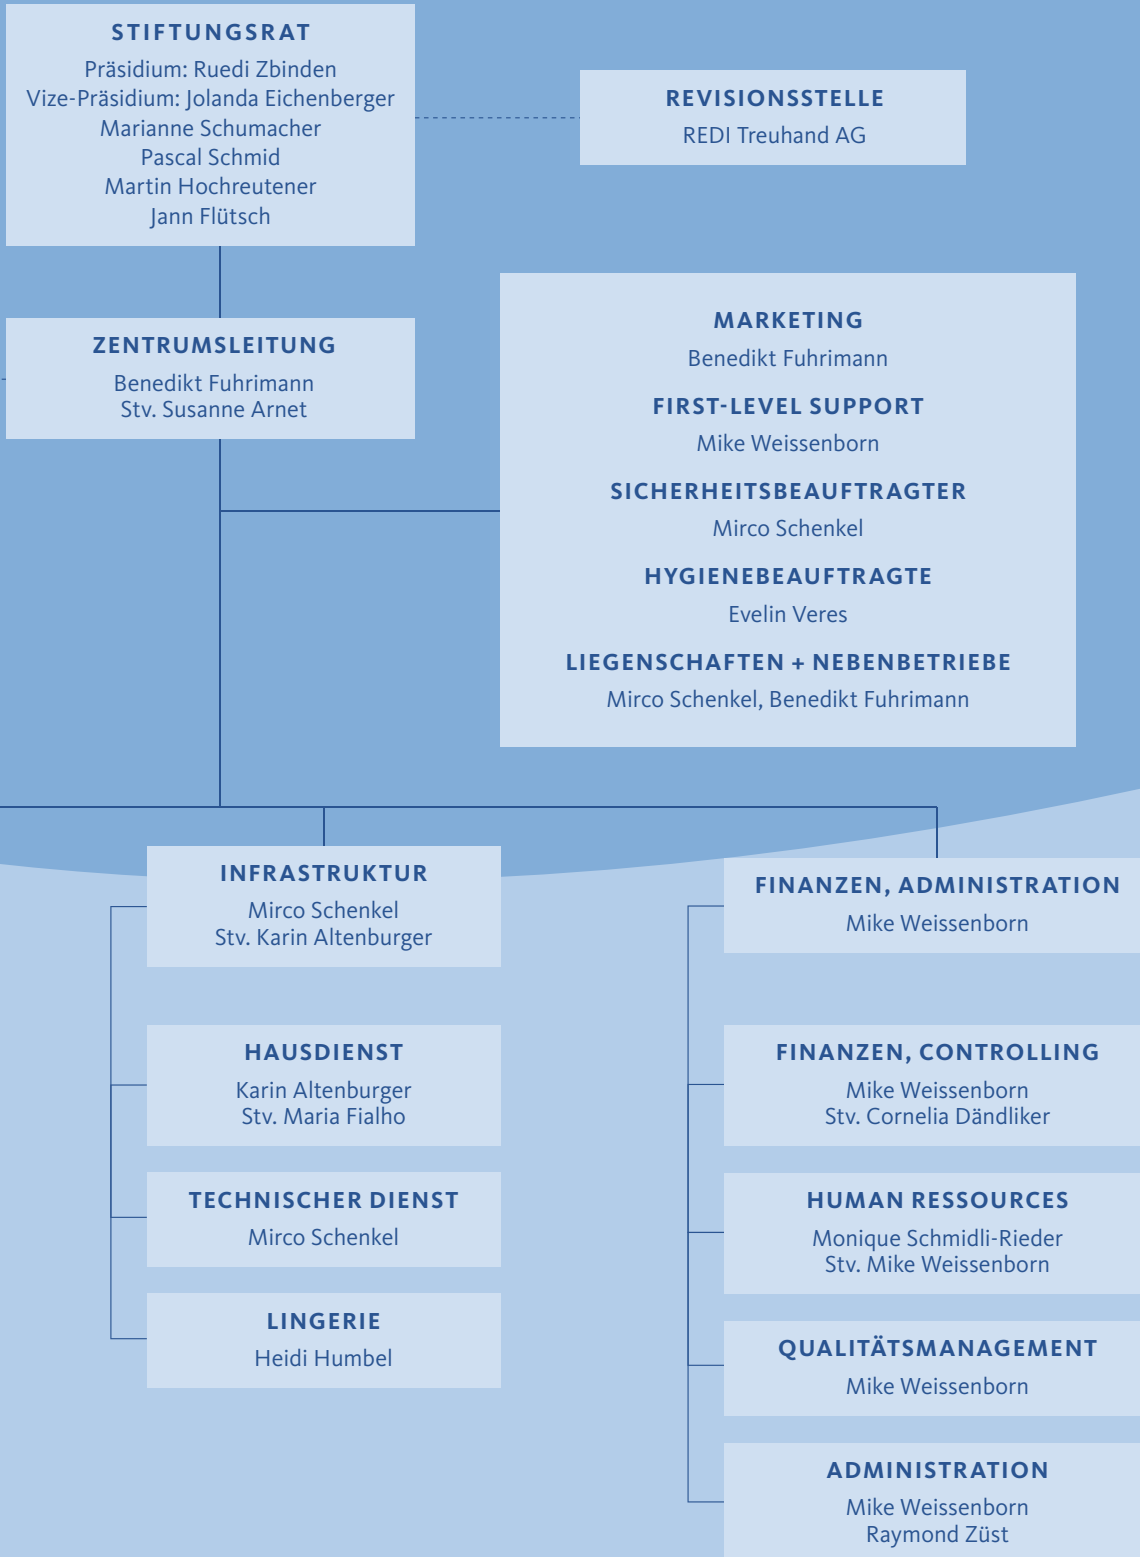 STIFTUNGSRAT
Präsidium: Ruedi Zbinden
Vize-Präsidium: Jolanda Eichenberger
Marianne Schumacher
Pascal Schmid
Martin Hochreutener
Jann Flütsch
REVISIONSSTELLE
REDI Treuhand AG
ZENTRUMSLEITUNG
Benedikt Fuhrimann
Stv. Susanne Arnet
MARKETING
Benedikt Fuhrimann
FIRST-LEVEL SUPPORT
Mike Weissenborn
SICHERHEITSBEAUFTRAGTER
Mirco Schenkel
HYGIENEBEAUFTRAGTE
Evelin Veres
LIEGENSCHAFTEN + NEBENBETRIEBE
Mirco Schenkel, Benedikt Fuhrimann
INFRASTRUKTUR
Mirco Schenkel
Stv. Karin Altenburger
HAUSDIENST
Karin Altenburger
Stv. Maria Fialho
TECHNISCHER DIENST
Mirco Schenkel
LINGERIE
Heidi Humbel
FINANZEN, ADMINISTRATION
Mike Weissenborn
FINANZEN, CONTROLLING
Mike Weissenborn
Stv. Cornelia Dändliker
HUMAN RESSOURCES
Monique Schmidli-Rieder
Stv. Mike Weissenborn
QUALITÄTSMANAGEMENT
Mike Weissenborn
ADMINISTRATION
Mike Weissenborn
Raymond Züst